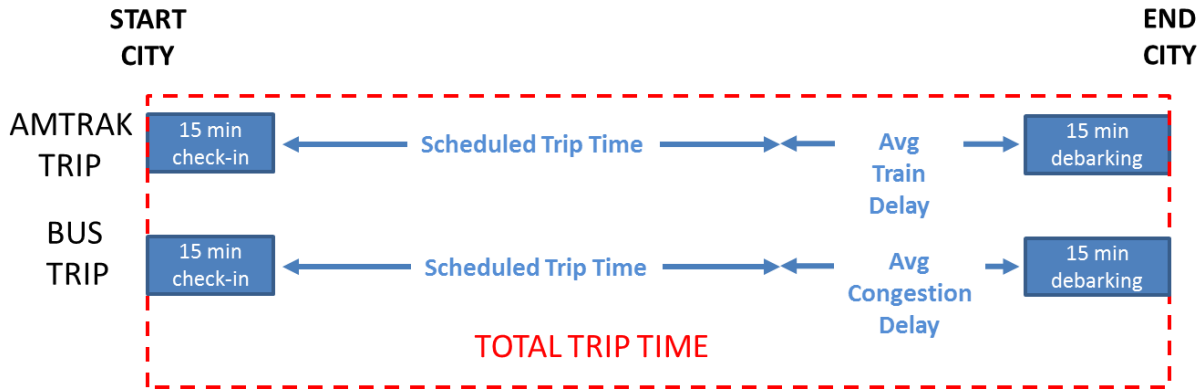 START
CITY
END
CITY
AMTRAK
TRIP
15 min
check-in
Scheduled Trip Time
Avg
Train
Delay
15 min
debarking
BUS
TRIP
15 min
check-in
Scheduled Trip Time
Avg
Congestion
Delay
15 min
debarking
TOTAL TRIP TIME